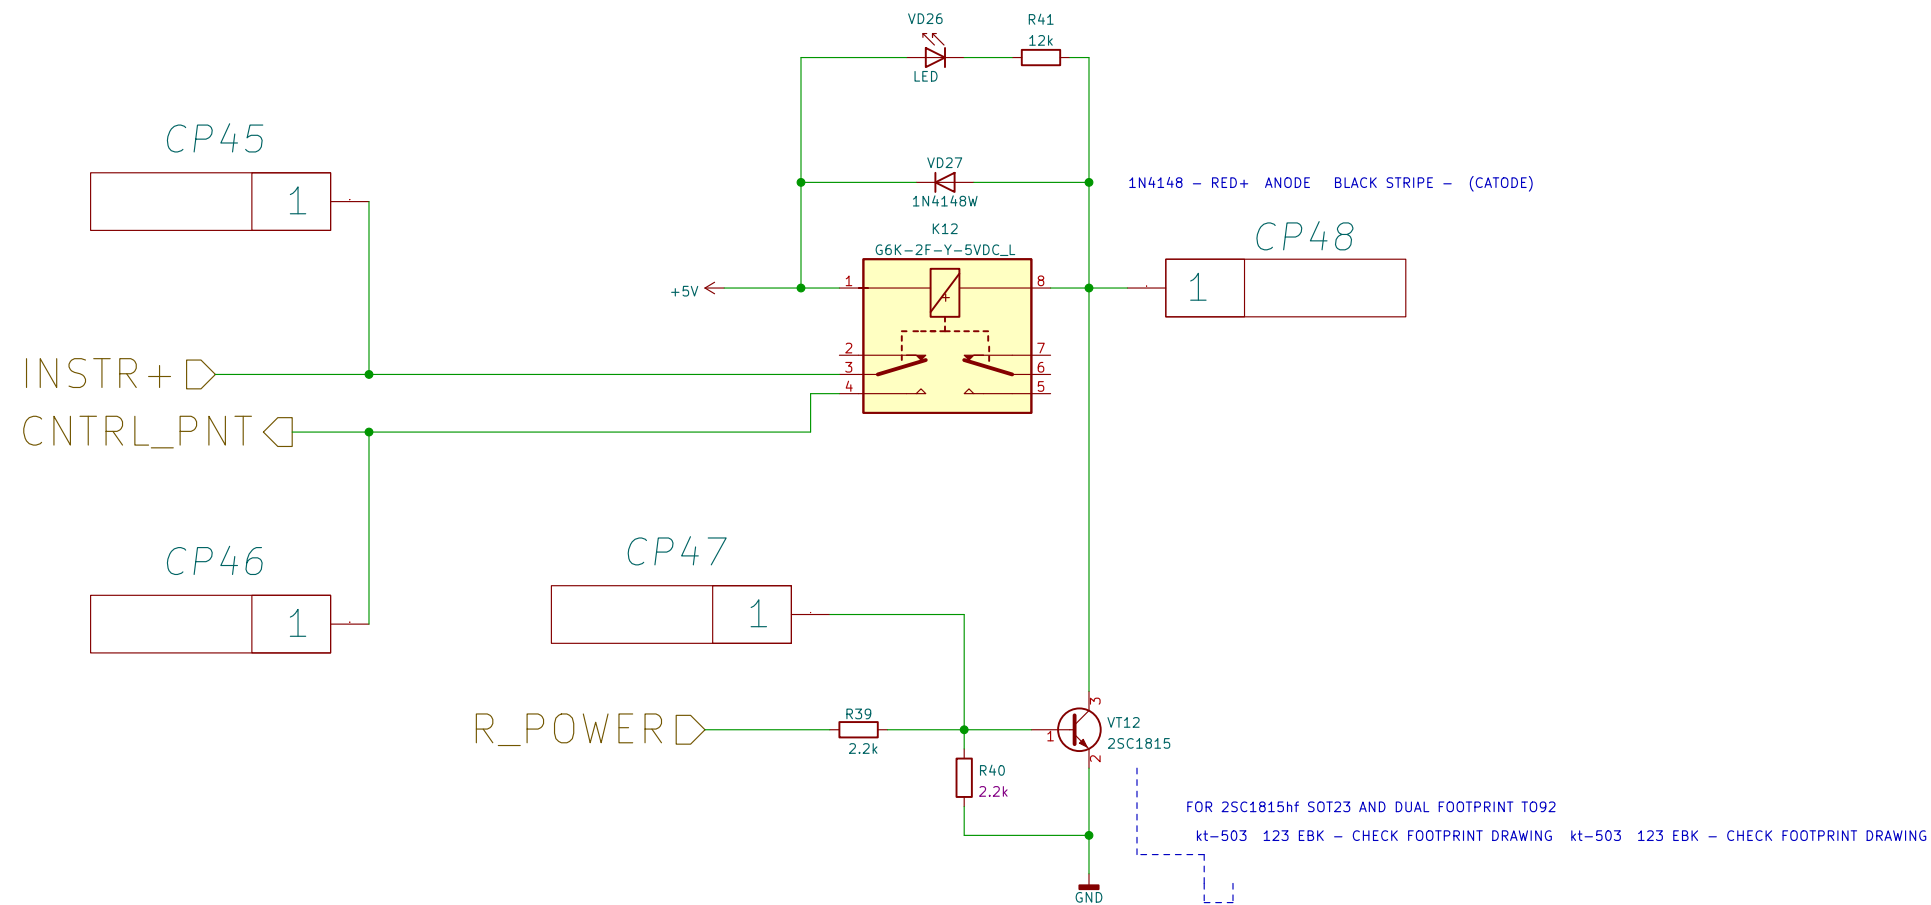 VD26
R41
12k
LED
CP45
1
VD27
1N4148W
1N4148 - RED+ ANODE BLACK STRIPE - (CATODE)
K12
G6K-2F-Y-5VDC_L
CP48
1
+5V
1
8
+
2
7
3
6
4
5
INSTR+
CNTRL_PNT
CP46
1
CP47
1
R_POWER
R39
2.2k
R40
2.2k
3
1
2
VT12
2SC1815
FOR 2SC1815hf SOT23 AND DUAL FOOTPRINT TO92
kt-503 123 EBK - CHECK FOOTPRINT DRAWING kt-503 123 EBK - CHECK FOOTPRINT DRAWING
GND